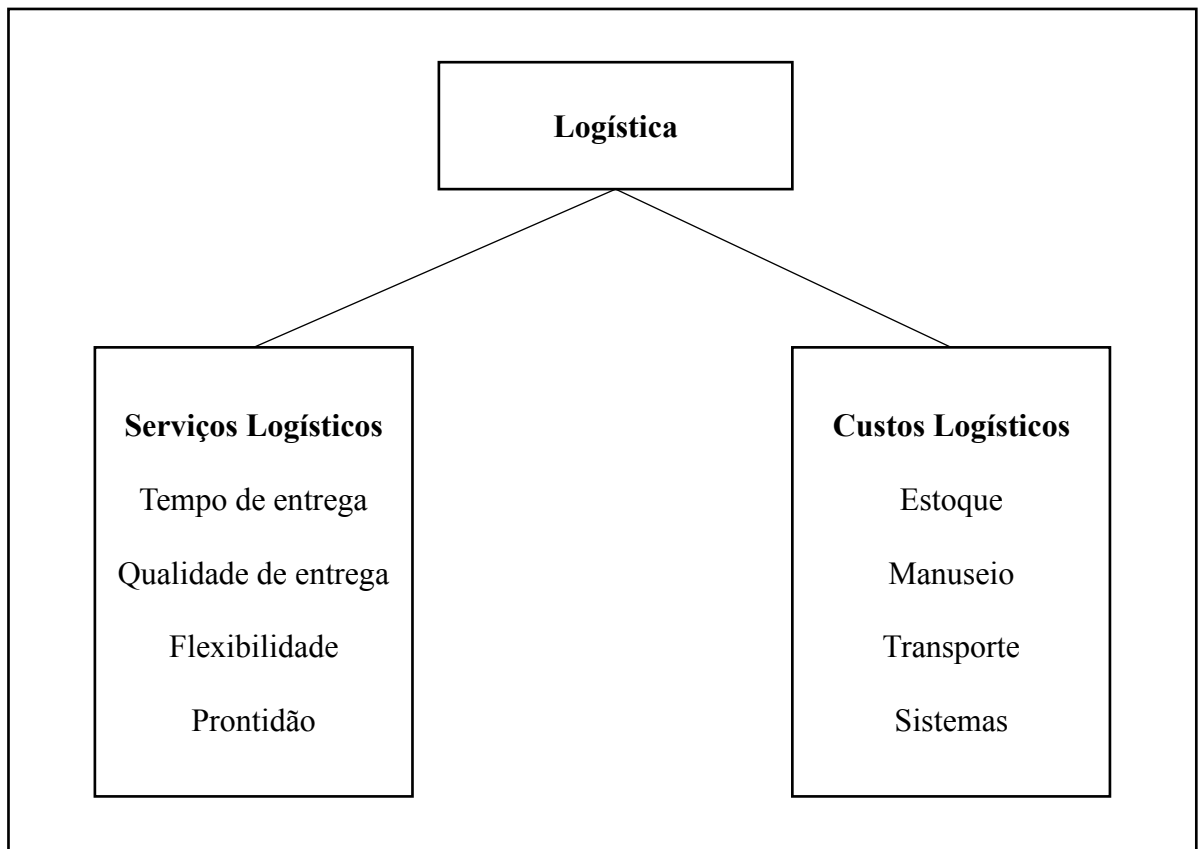 Logística
Serviços Logísticos
Tempo de entrega
Qualidade de entrega
Flexibilidade
Prontidão
Custos Logísticos
Estoque
Manuseio
Transporte
Sistemas